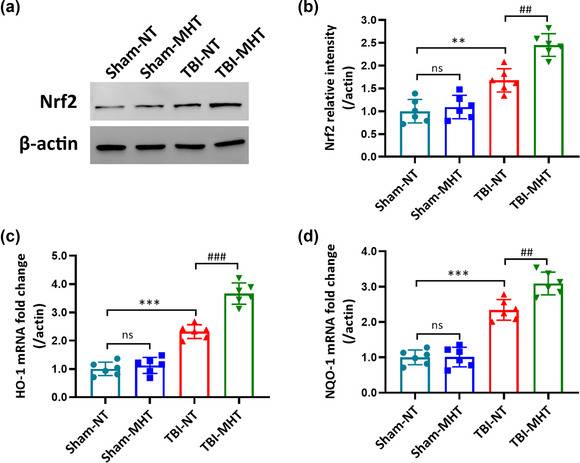 (a)
Sham-NT
Sham-MHT
TBI-NT
TBI-MHT
Nrf2
β-actin
(b)
Nrf2 relative intensity
(/actin)
3.0
2.5
2.0
1.5
1.0
0.5
0.0
ns
**
##
Sham-NT
Sham-MHT
TBI-NT
TBI-MHT
(c)
HO-1 mRNA fold change
(/actin)
5.0
4.0
3.0
2.0
1.0
0.0
ns
***
###
Sham-NT
Sham-MHT
TBI-NT
TBI-MHT
(d)
NQO-1 mRNA fold change
(/actin)
4.0
3.0
2.0
1.0
0.0
ns
***
##
Sham-NT
Sham-MHT
TBI-NT
TBI-MHT